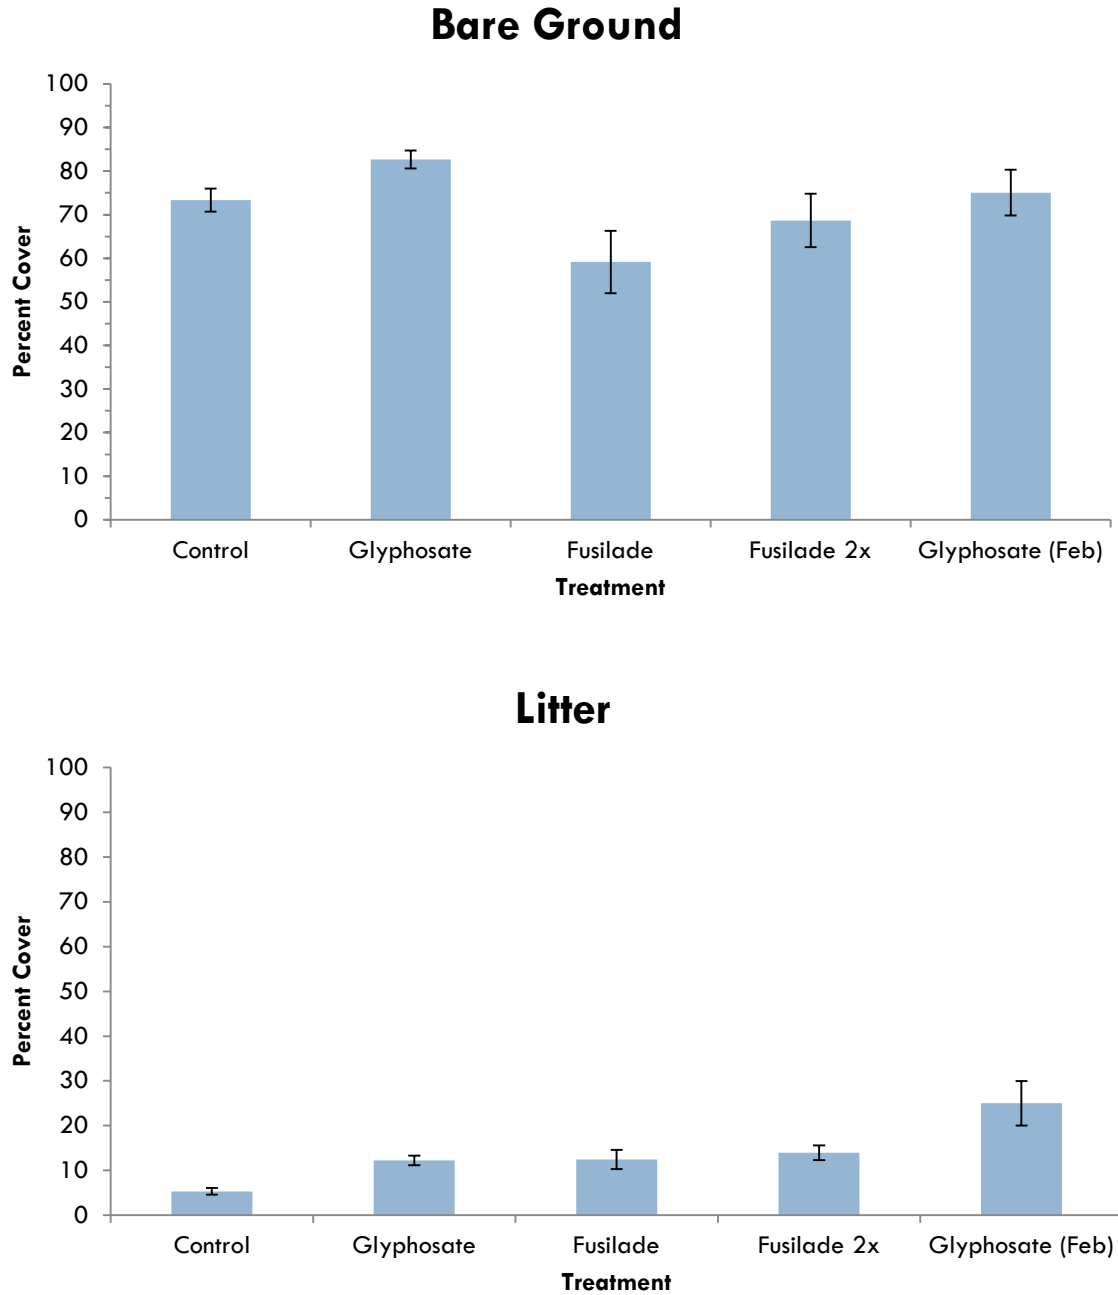 Bare Ground
100
90
80
70
60
50
40
30
20
10
0
Percent Cover
Control Glyphosate Fusilade Fusilade 2x Glyphosate (Feb)
Treatment
Litter
100
90
80
70
60
50
40
30
20
10
0
Percent Cover
Control Glyphosate Fusilade Fusilade 2x Glyphosate (Feb)
Treatment